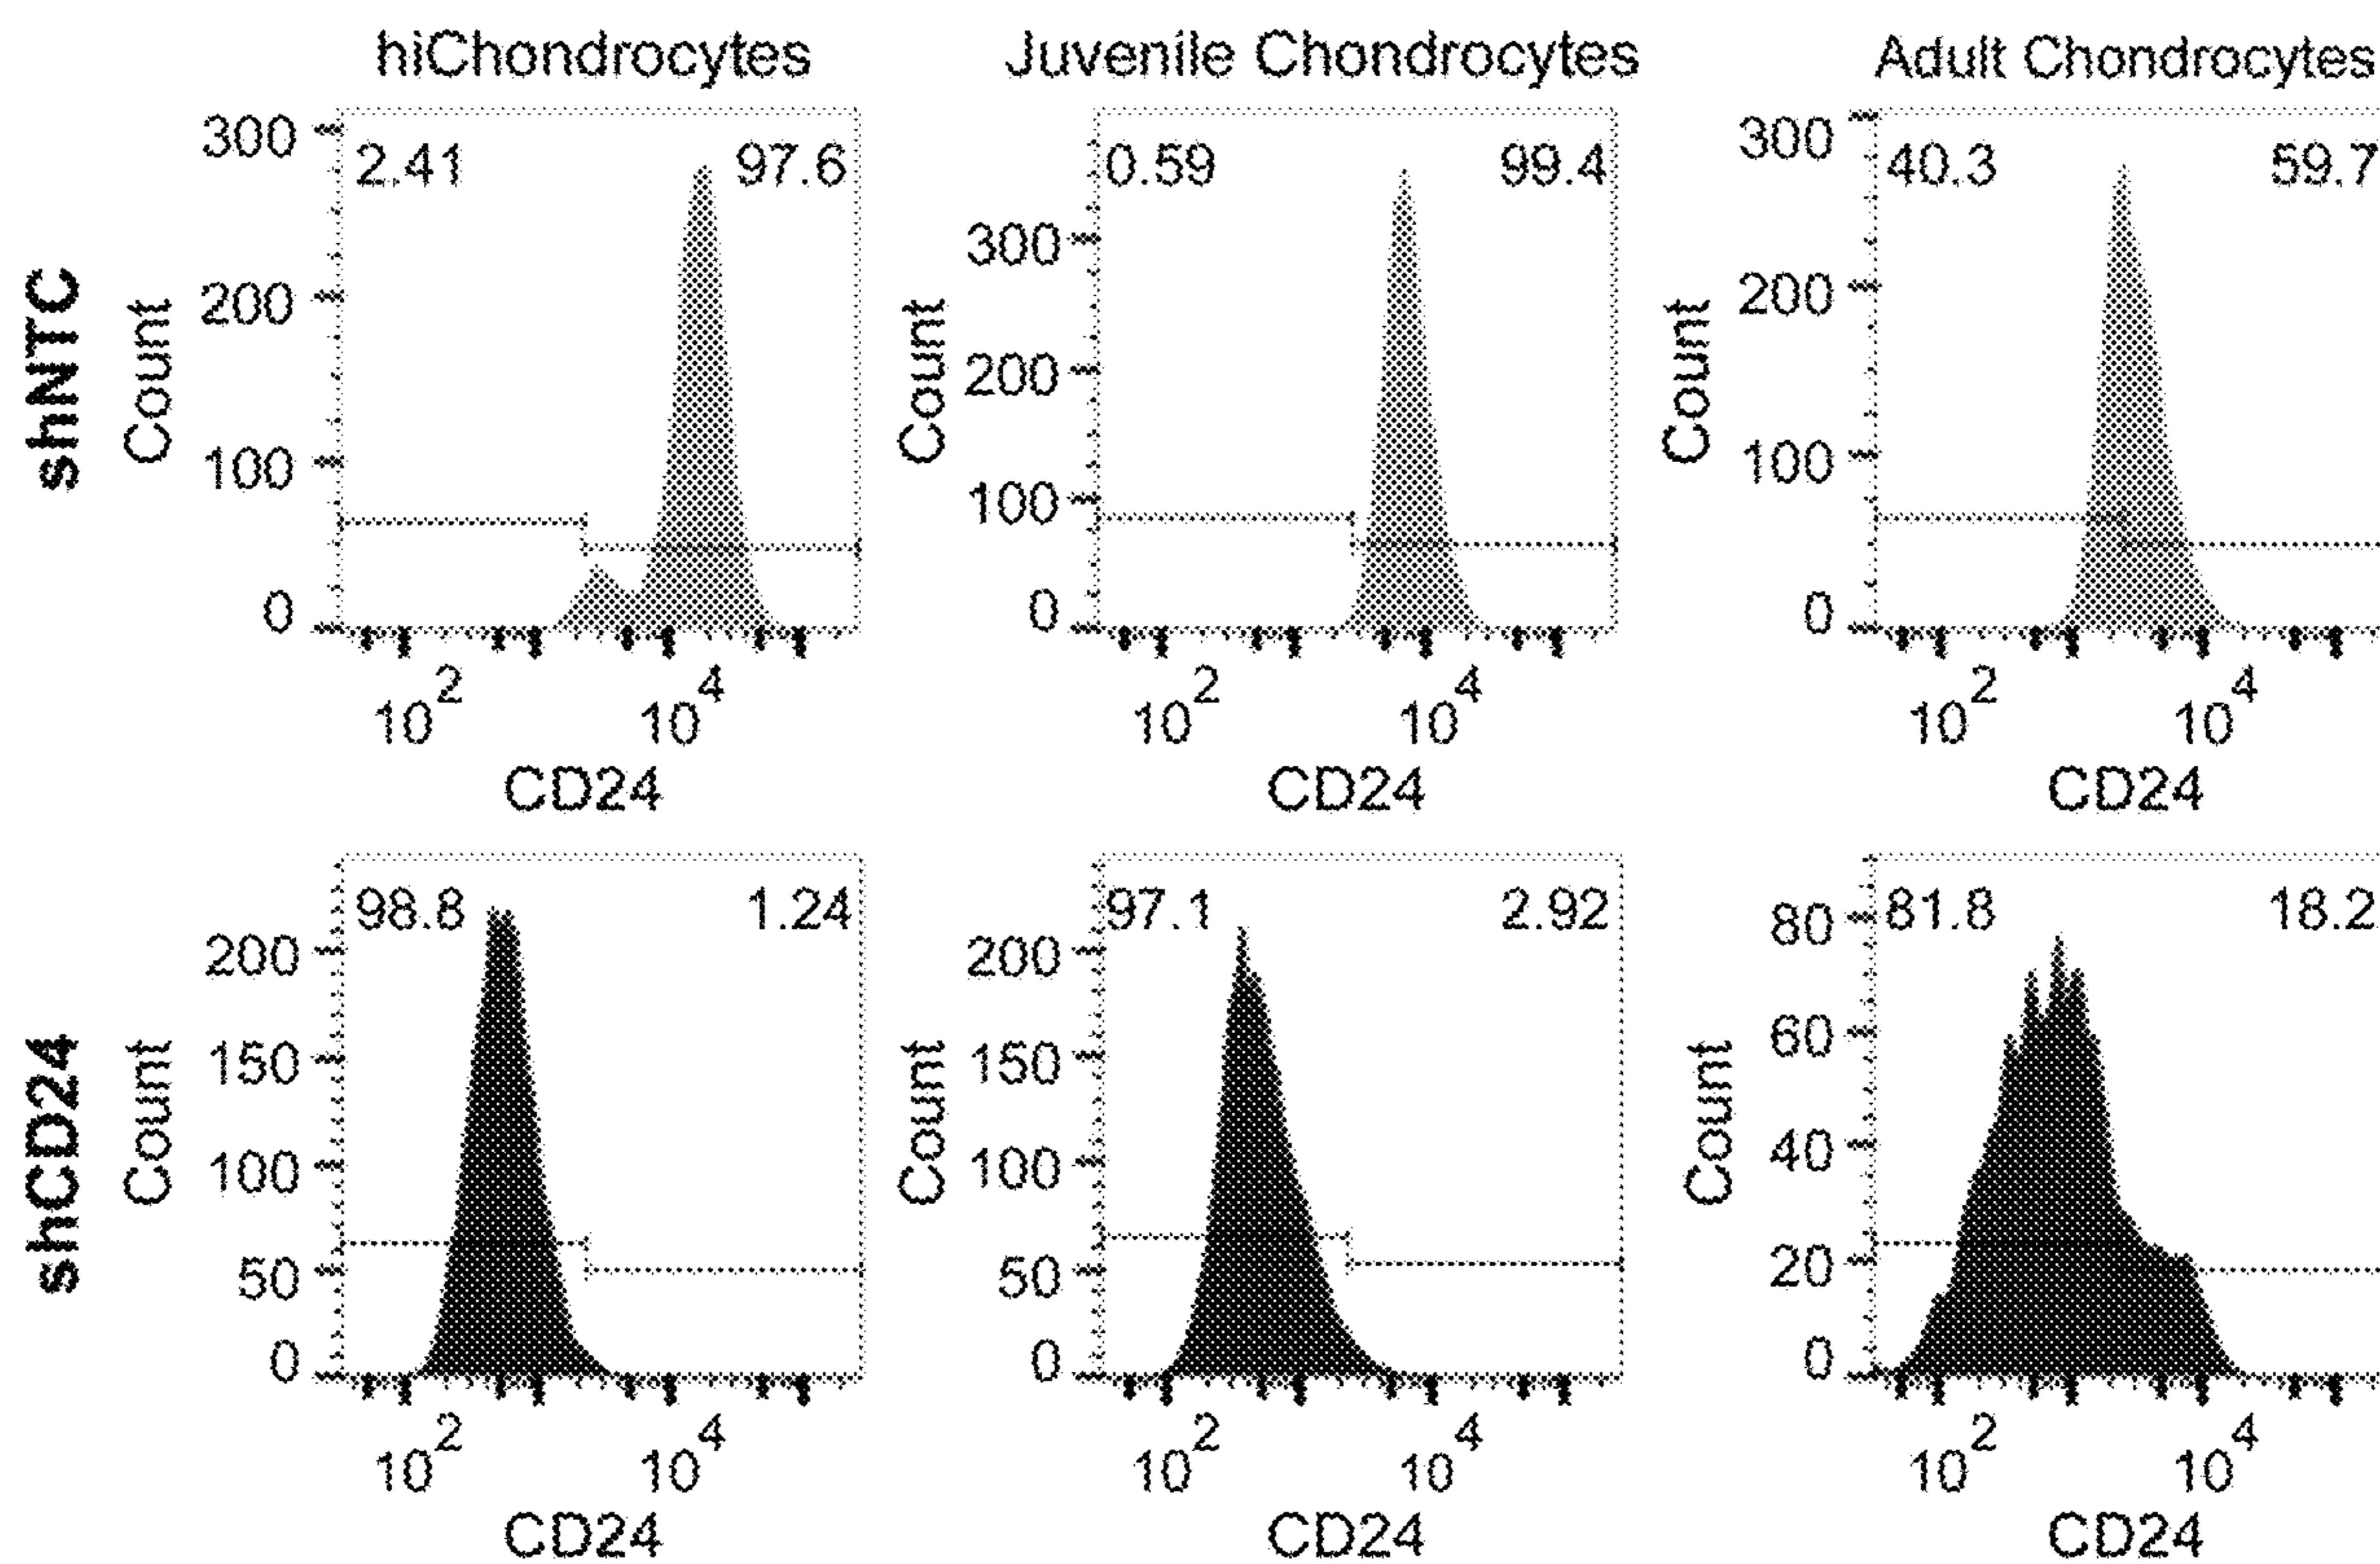 hiChondrocytes Juvenile Chondrocytes Adult Chondrocytes
shNTC
Count
300
200
100
0
2.41 97.6
10^2 10^4
CD24
Count
300
200
100
0
0.59 99.4
10^2 10^4
CD24
Count
300
200
100
0
40.3 59.7
10^2 10^4
CD24
shCD24
Count
200
150
100
50
0
98.8 1.24
10^2 10^4
CD24
Count
200
150
100
50
0
97.1 2.92
10^2 10^4
CD24
Count
80
60
40
20
0
81.8 18.2
10^2 10^4
CD24